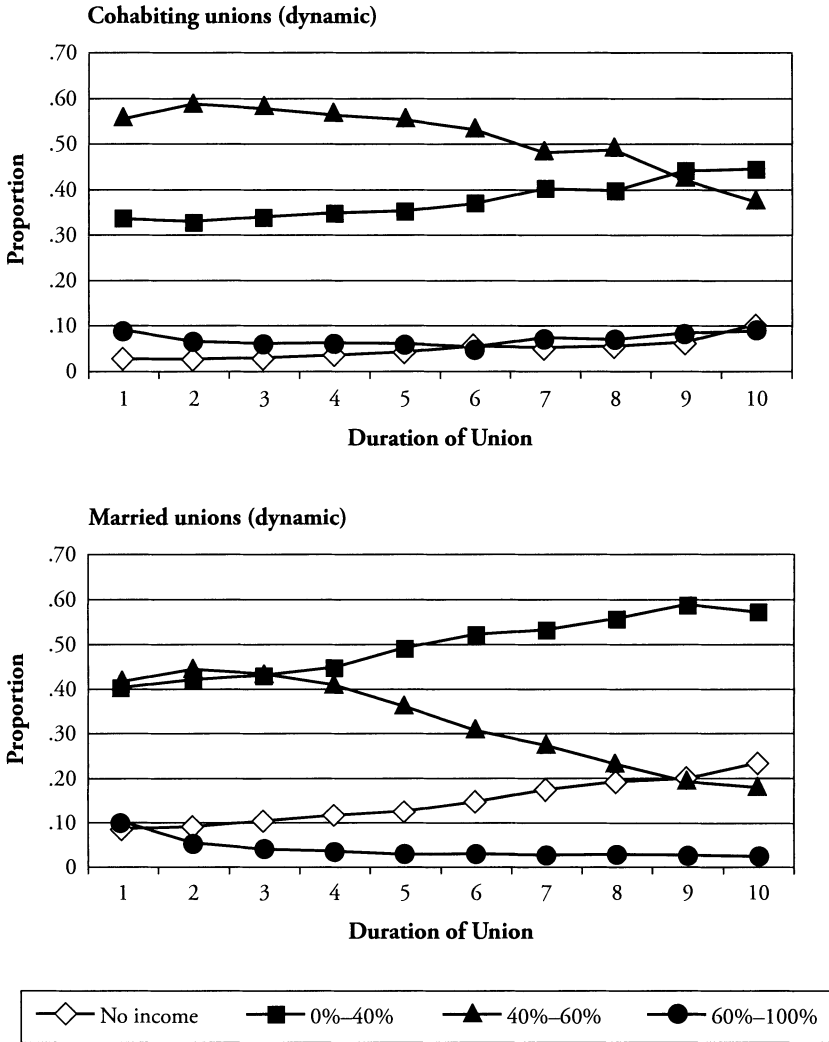 Cohabiting unions (dynamic)
.70
.60
.50
.40
.30
.20
.10
0
Proportion
1 2 3 4 5 6 7 8 9 10
Duration of Union
Married unions (dynamic)
.70
.60
.50
.40
.30
.20
.10
0
Proportion
1 2 3 4 5 6 7 8 9 10
Duration of Union
No income 0%–40% 40%–60% 60%–100%